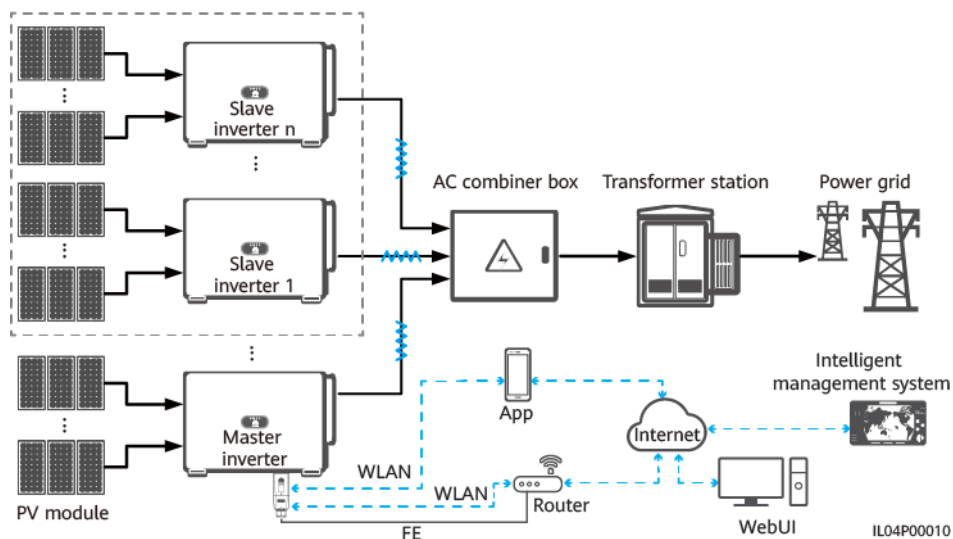 Slave
inverter n
AC combiner box
Transformer station
Power grid
Slave
inverter 1
Intelligent
management system
App
Internet
Master
inverter
WLAN
WLAN
Router
PV module
FE
WebUI
IL04P00010